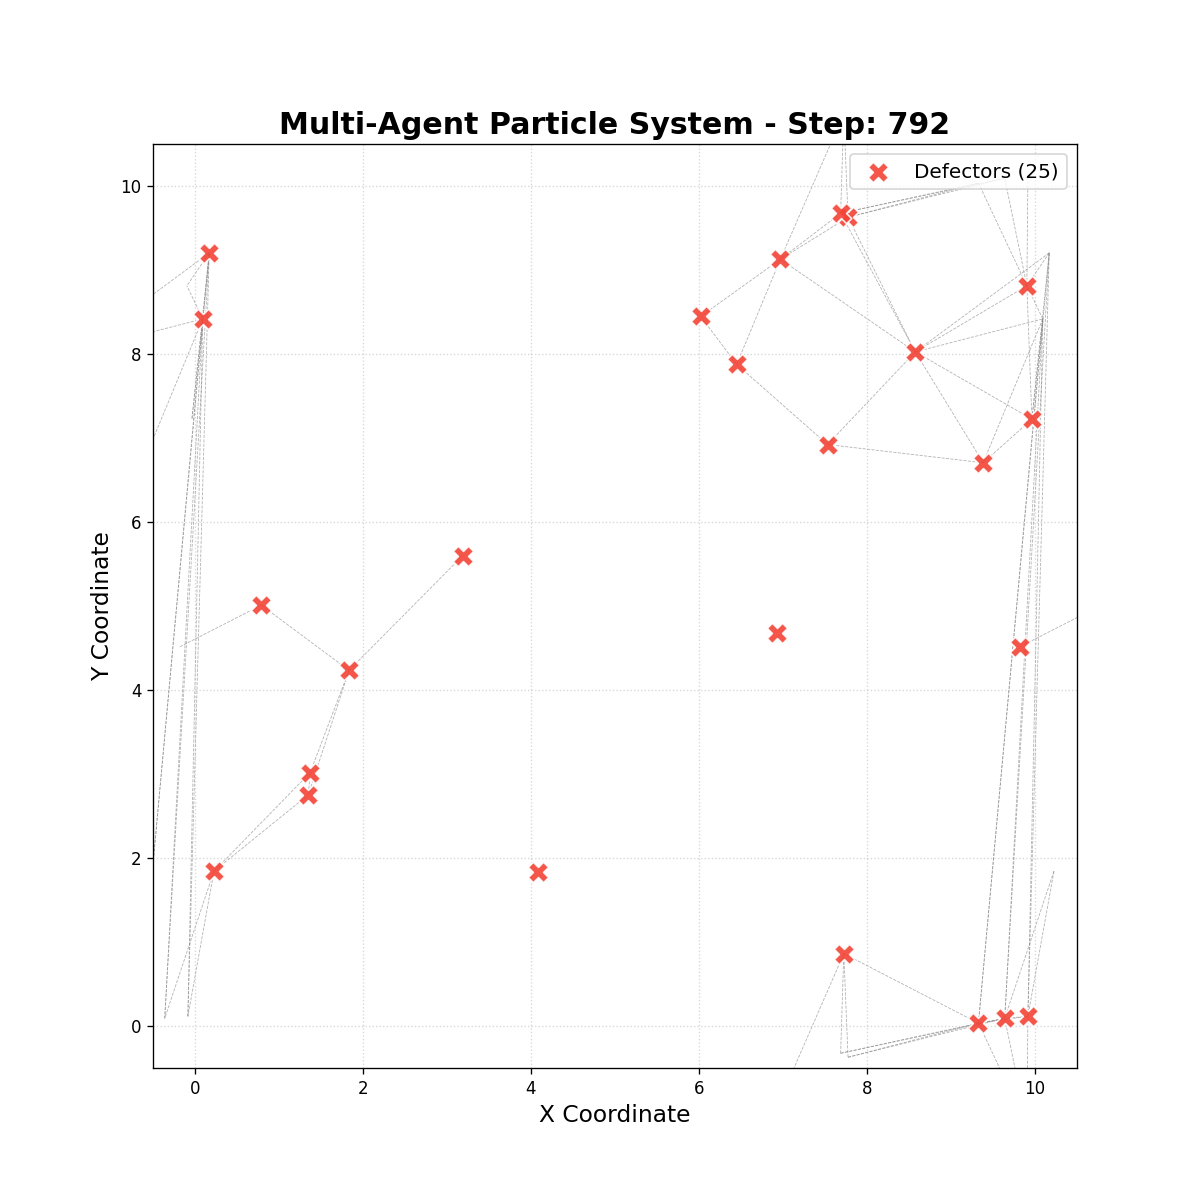 Multi-Agent Particle System - Step: 792
Defectors (25)
10
8
6
4
2
0
Y Coordinate
0 2 4 6 8 10
X Coordinate